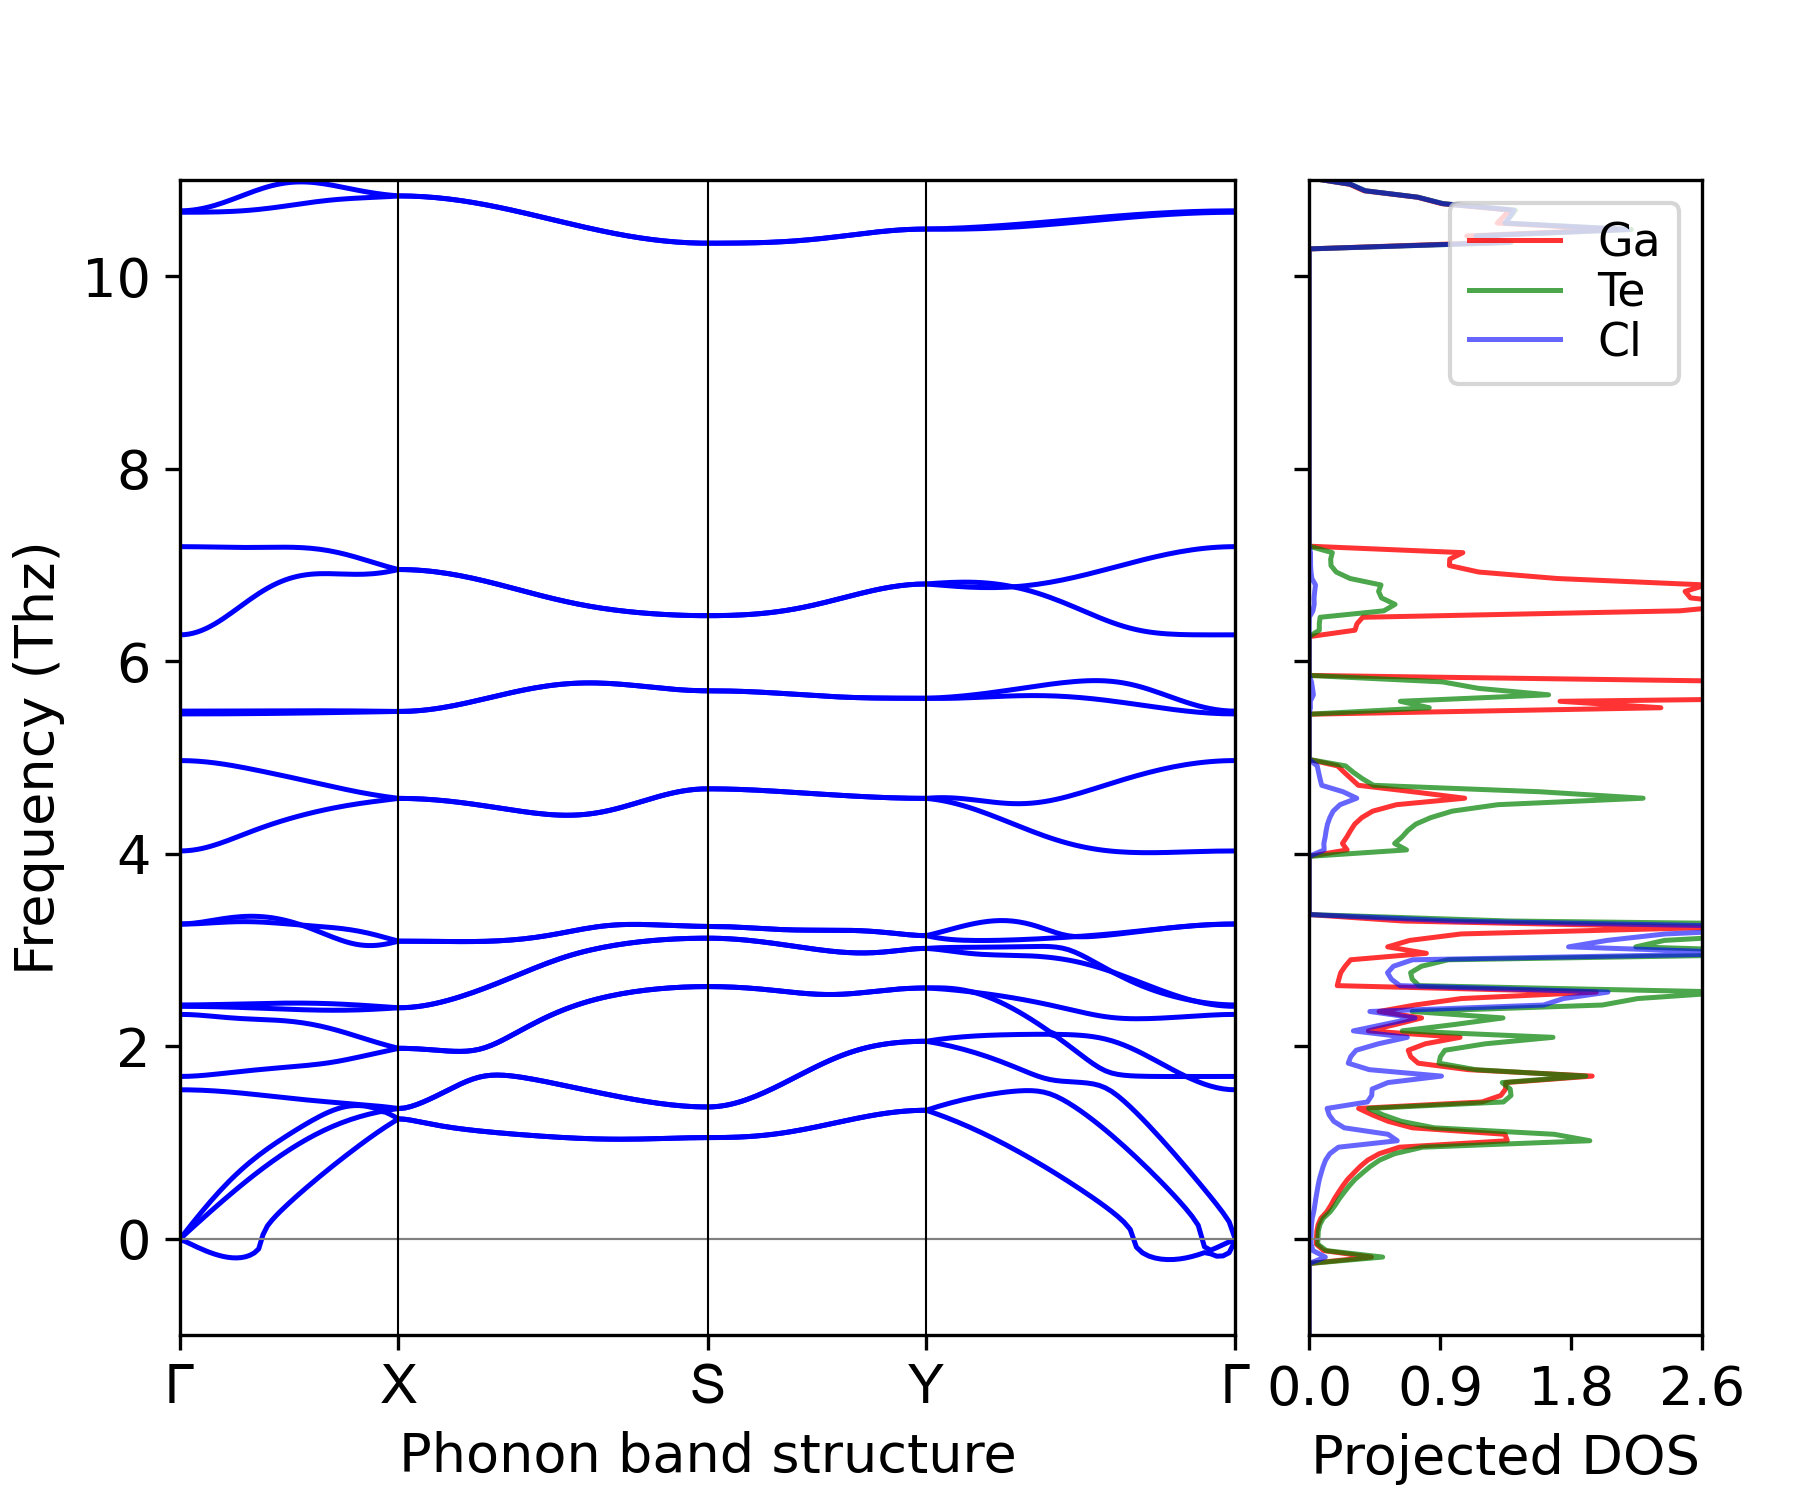 Frequency (Thz)
10
8
6
4
2
0
Γ X S Y Γ
Phonon band structure
Ga
Te
Cl
0.0 0.9 1.8 2.6
Projected DOS